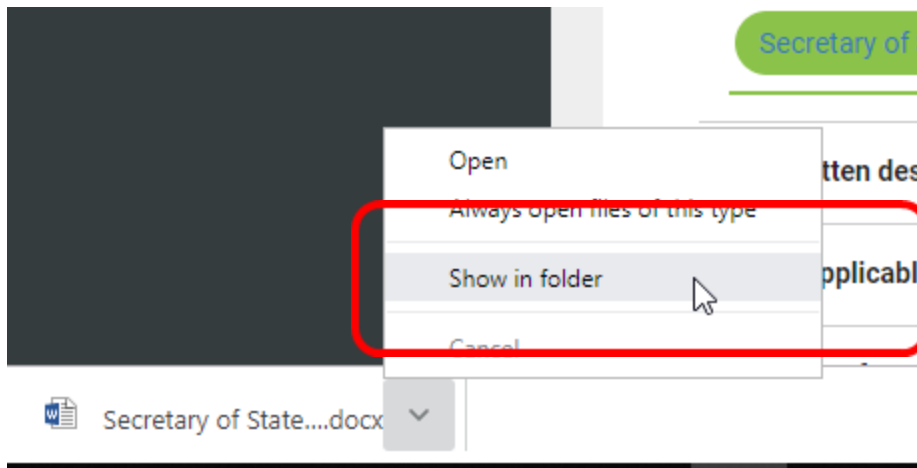 Secretary of
Open
tten des
Always open files of this type
Show in folder
pplicabl
Cancel
Secretary of State....docx